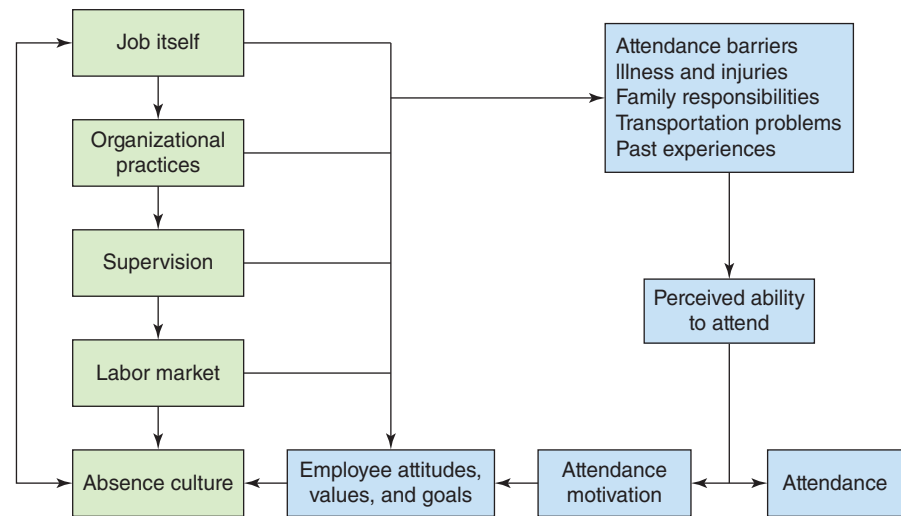 Job itself
Organizational
practices
Supervision
Labor market
Absence culture
Employee attitudes,
values, and goals
Attendance
motivation
Attendance
Perceived ability
to attend
Attendance barriers
Illness and injuries
Family responsibilities
Transportation problems
Past experiences